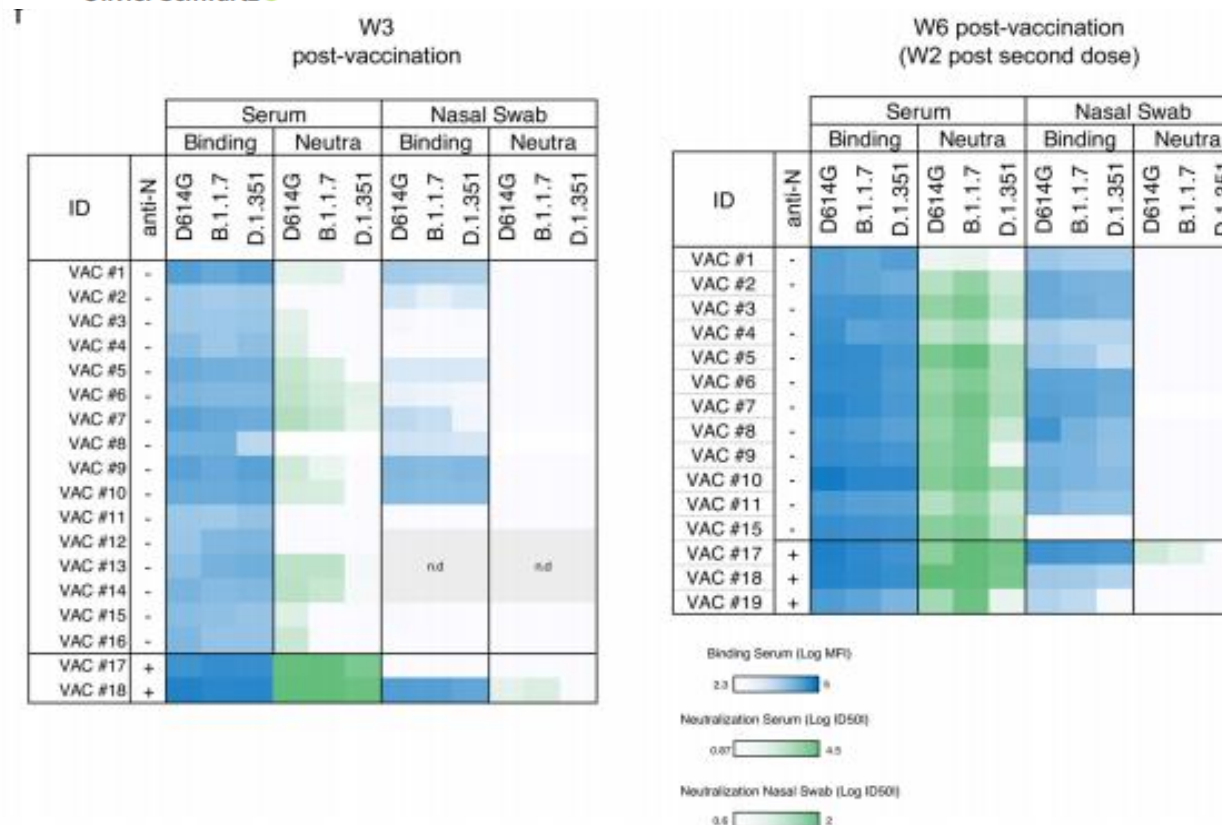 W3
post-vaccination
Serum Nasal Swab
Binding Neutra Binding Neutra
ID anti-N D614G B.1.1.7 D.1.351 D614G B.1.1.7 D.1.351 D614G B.1.1.7 D.1.351 D614G B.1.1.7 D.1.351
VAC #1 -
VAC #2 -
VAC #3 -
VAC #4 -
VAC #5 -
VAC #6 -
VAC #7 -
VAC #8 -
VAC #9 -
VAC #10 -
VAC #11 -
VAC #12 -
VAC #13 - n.d n.d
VAC #14 -
VAC #15 -
VAC #16 -
VAC #17 +
VAC #18 +
W6 post-vaccination
(W2 post second dose)
Serum Nasal Swab
Binding Neutra Binding Neutra
ID anti-N D614G B.1.1.7 D.1.351 D614G B.1.1.7 D.1.351 D614G B.1.1.7 D.1.351 D614G B.1.1.7 D.1.351
VAC #1 -
VAC #2 -
VAC #3 -
VAC #4 -
VAC #5 -
VAC #6 -
VAC #7 -
VAC #8 -
VAC #9 -
VAC #10 -
VAC #11 -
VAC #15 -
VAC #17 +
VAC #18 +
VAC #19 +
Binding Serum (Log MFI)
2.3 6
Neutralization Serum (Log ID50I)
0.87 4.5
Neutralization Nasal Swab (Log ID50I)
0.6 2